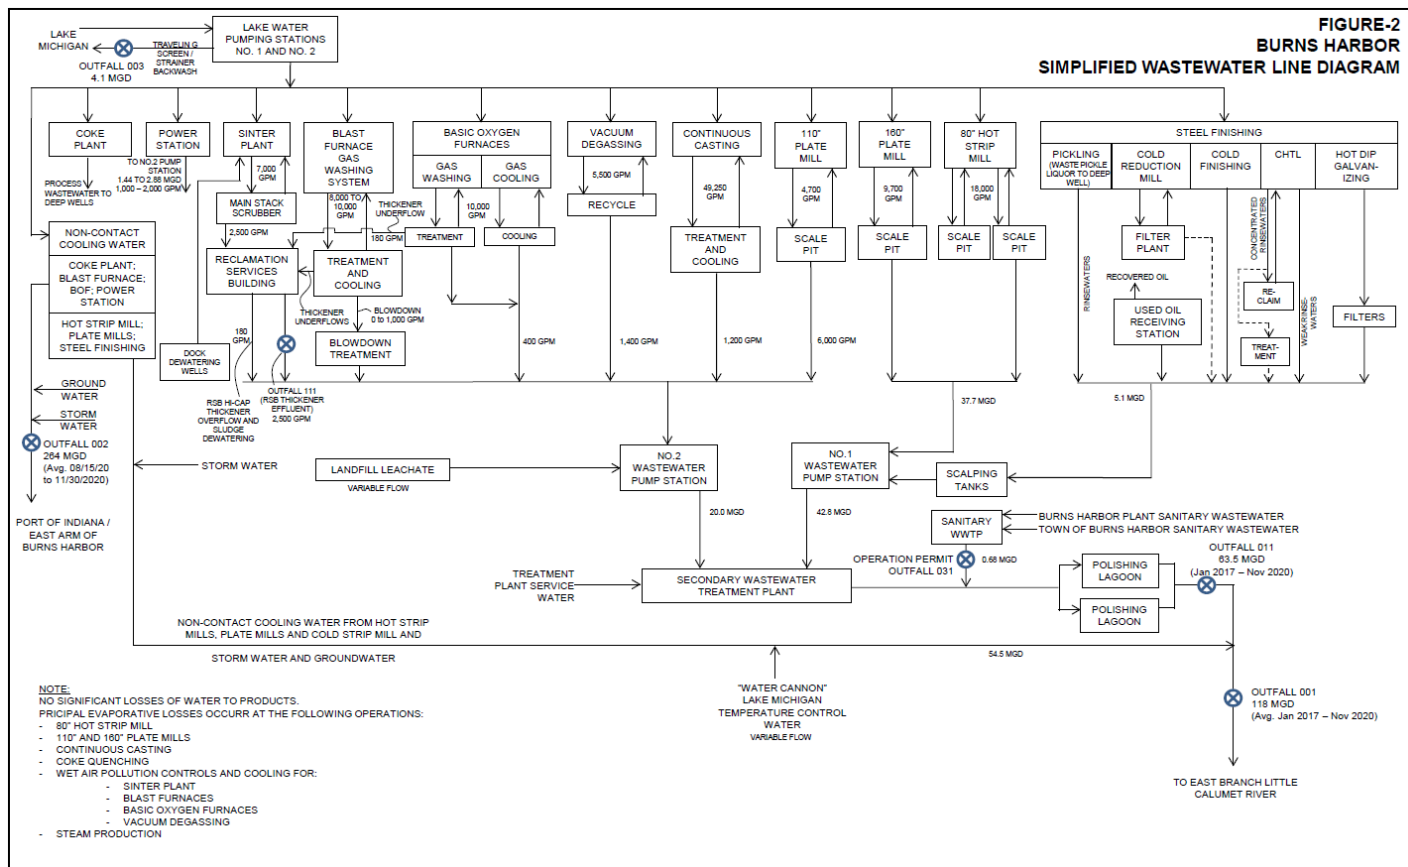 FIGURE-2
BURNS HARBOR
SIMPLIFIED WASTEWATER LINE DIAGRAM
LAKE
MICHIGAN
TRAVELING
SCREEN /
STRAINER
BACKWASH
OUTFALL 003
4.1 MGD
LAKE WATER
PUMPING STATIONS
NO. 1 AND NO. 2
COKE
PLANT
PROCESS
WASTEWATER TO
DEEP WELLS
POWER
STATION
TO NO.2 PUMP
STATION
1.44 TO 2.88 MGD
1,000 – 2,000 GPM
SINTER
PLANT
7,000
GPM
MAIN STACK
SCRUBBER
2,500 GPM
BLAST
FURNACE
GAS
WASHING
SYSTEM
8,000 TO
10,000
GPM
THICKENER
UNDERFLOW
180 GPM
BASIC OXYGEN
FURNACES
GAS
WASHING
GAS
COOLING
10,000
GPM
TREATMENT
COOLING
VACUUM
DEGASSING
5,500 GPM
RECYCLE
CONTINUOUS
CASTING
49,250
GPM
TREATMENT
AND
COOLING
110"
PLATE
MILL
4,700
GPM
SCALE
PIT
160"
PLATE
MILL
9,700
GPM
SCALE
PIT
80" HOT
STRIP
MILL
18,000
GPM
SCALE
PIT
SCALE
PIT
STEEL FINISHING
PICKLING
(WASTE PICKLE
LIQUOR TO DEEP
WELL)
COLD
REDUCTION
MILL
COLD
FINISHING
CHTL
HOT DIP
GALVAN-
IZING
FILTER
PLANT
RECOVERED OIL
USED OIL
RECEIVING
STATION
RINSEWATERS
CONCENTRATED
RINSEWATERS
RE-
CLAIM
TREAT-
MENT
WEAK RINSE-
WATERS
FILTERS
NON-CONTACT
COOLING WATER
COKE PLANT;
BLAST FURNACE;
BOF; POWER
STATION
HOT STRIP MILL;
PLATE MILLS;
STEEL FINISHING
RECLAMATION
SERVICES
BUILDING
TREATMENT
AND
COOLING
THICKENER
UNDERFLOWS
BLOWDOWN
0 to 1,000 GPM
BLOWDOWN
TREATMENT
DOCK
DEWATERING
WELLS
180
GPM
RSB HI-CAP
THICKENER
OVERFLOW AND
SLUDGE
DEWATERING
OUTFALL 111
(RSB THICKENER
EFFLUENT)
2,500 GPM
400 GPM
1,400 GPM
1,200 GPM
6,000 GPM
37.7 MGD
5.1 MGD
GROUND
WATER
STORM
WATER
OUTFALL 002
264 MGD
(Avg. 08/15/20
to 11/30/2020)
PORT OF INDIANA /
EAST ARM OF
BURNS HARBOR
STORM WATER
LANDFILL LEACHATE
VARIABLE FLOW
NO.2
WASTEWATER
PUMP STATION
NO.1
WASTEWATER
PUMP STATION
SCALPING
TANKS
20.0 MGD
42.8 MGD
SANITARY
WWTP
BURNS HARBOR PLANT SANITARY WASTEWATER
TOWN OF BURNS HARBOR SANITARY WASTEWATER
OPERATION PERMIT
OUTFALL 031
0.68 MGD
TREATMENT
PLANT SERVICE
WATER
SECONDARY WASTEWATER
TREATMENT PLANT
POLISHING
LAGOON
POLISHING
LAGOON
OUTFALL 011
63.5 MGD
(Jan 2017 – Nov 2020)
NON-CONTACT COOLING WATER FROM HOT STRIP
MILLS, PLATE MILLS AND COLD STRIP MILL AND
STORM WATER AND GROUNDWATER
54.5 MGD
"WATER CANNON"
LAKE MICHIGAN
TEMPERATURE CONTROL
WATER
VARIABLE FLOW
OUTFALL 001
118 MGD
(Avg. Jan 2017 – Nov 2020)
TO EAST BRANCH LITTLE
CALUMET RIVER
NOTE:
NO SIGNIFICANT LOSSES OF WATER TO PRODUCTS.
PRICIPAL EVAPORATIVE LOSSES OCCURR AT THE FOLLOWING OPERATIONS:
- 80" HOT STRIP MILL
- 110" AND 160" PLATE MILLS
- CONTINUOUS CASTING
- COKE QUENCHING
- WET AIR POLLUTION CONTROLS AND COOLING FOR:
- SINTER PLANT
- BLAST FURNACES
- BASIC OXYGEN FURNACES
- VACUUM DEGASSING
- STEAM PRODUCTION